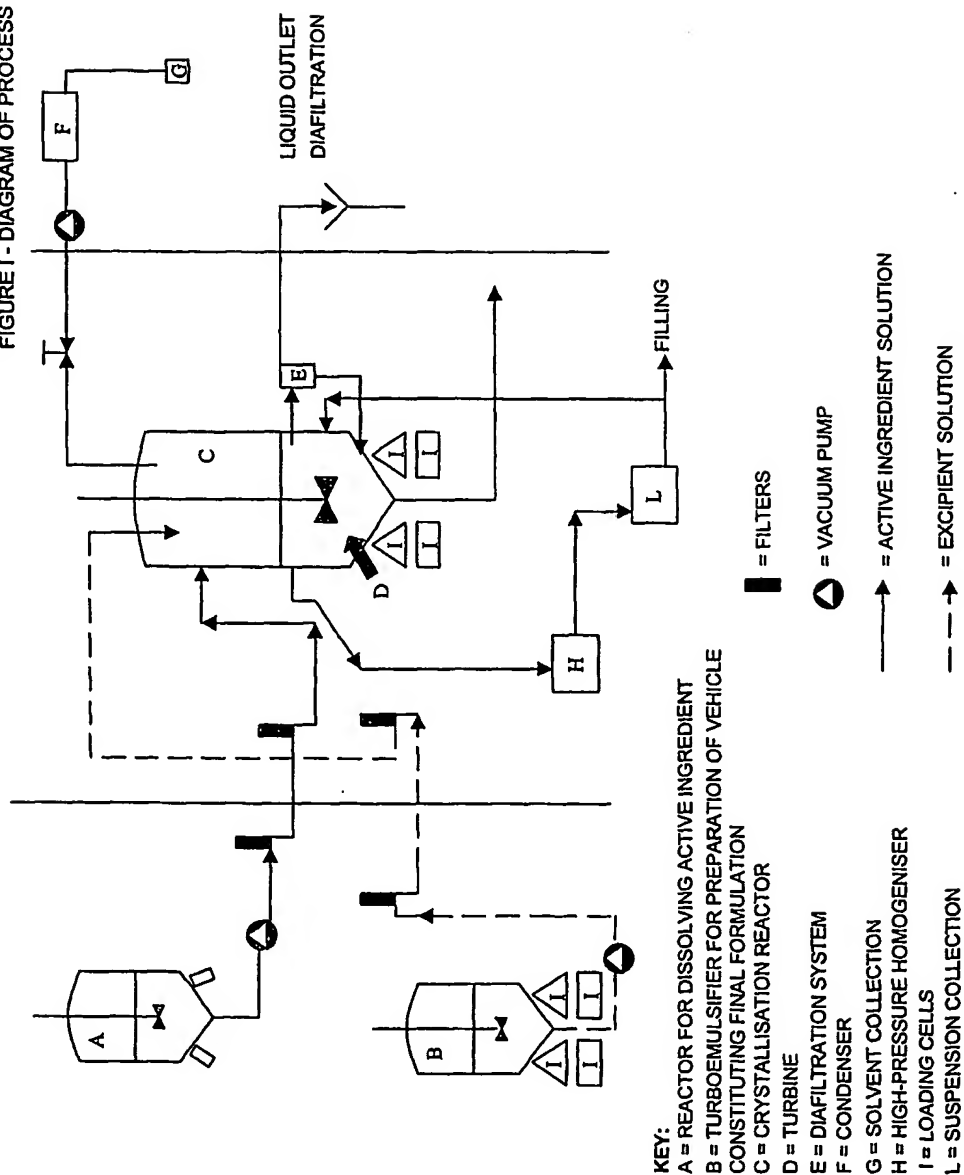 FIGURE 1 - DIAGRAM OF PROCESS
F
G
LIQUID OUTLET
DIAFILTRATION
C
E
I
I
I
I
D
FILLING
L
H
A
B
I
I
I
I
KEY:
A = REACTOR FOR DISSOLVING ACTIVE INGREDIENT
B = TURBOEMULSIFIER FOR PREPARATION OF VEHICLE
CONSTITUTING FINAL FORMULATION
C = CRYSTALLISATION REACTOR
D = TURBINE
E = DIAFILTRATION SYSTEM
F = CONDENSER
G = SOLVENT COLLECTION
H = HIGH-PRESSURE HOMOGENISER
I = LOADING CELLS
L = SUSPENSION COLLECTION
= FILTERS
= VACUUM PUMP
= ACTIVE INGREDIENT SOLUTION
= EXCIPIENT SOLUTION